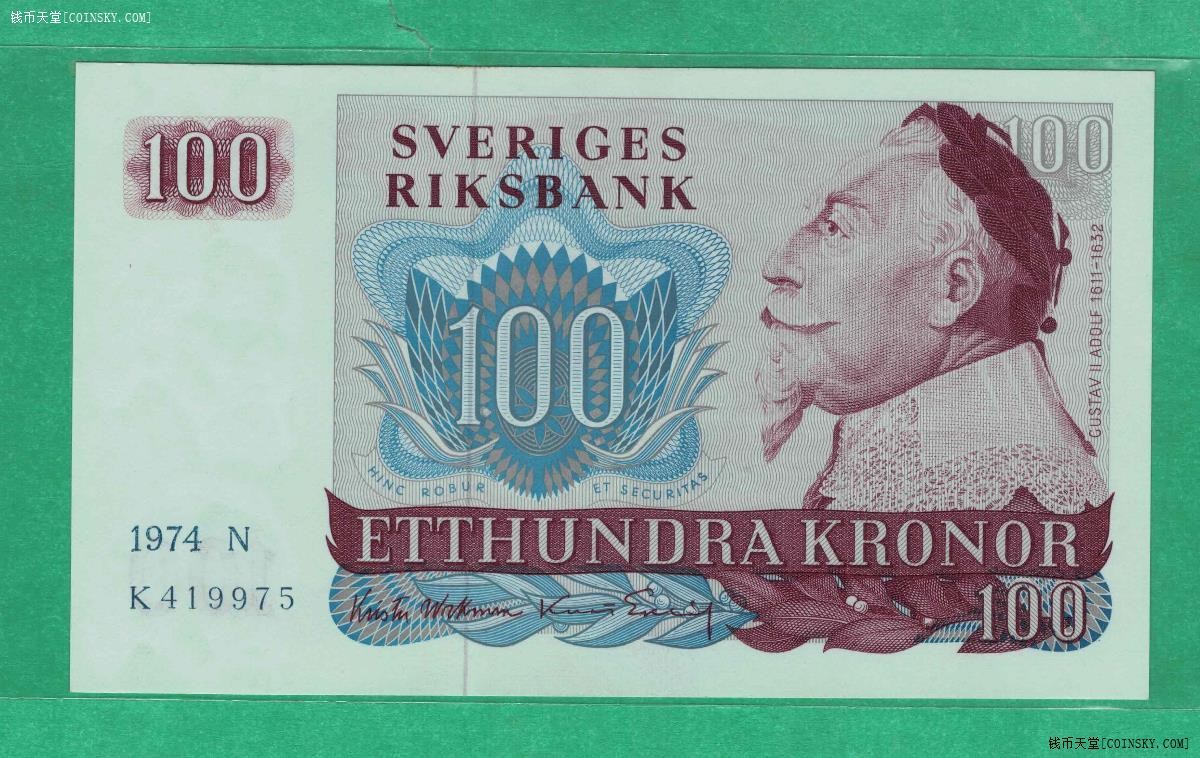 钱币天堂[COINSKY.COM]
100
SVERIGES
RIKSBANK
100
100
GUSTAV II ADOLF 1611-1632
HINC ROBUR ET SECURITAS
1974 N
K419975
ETTHUNDRA KRONOR
100
钱币天堂[COINSKY.COM]